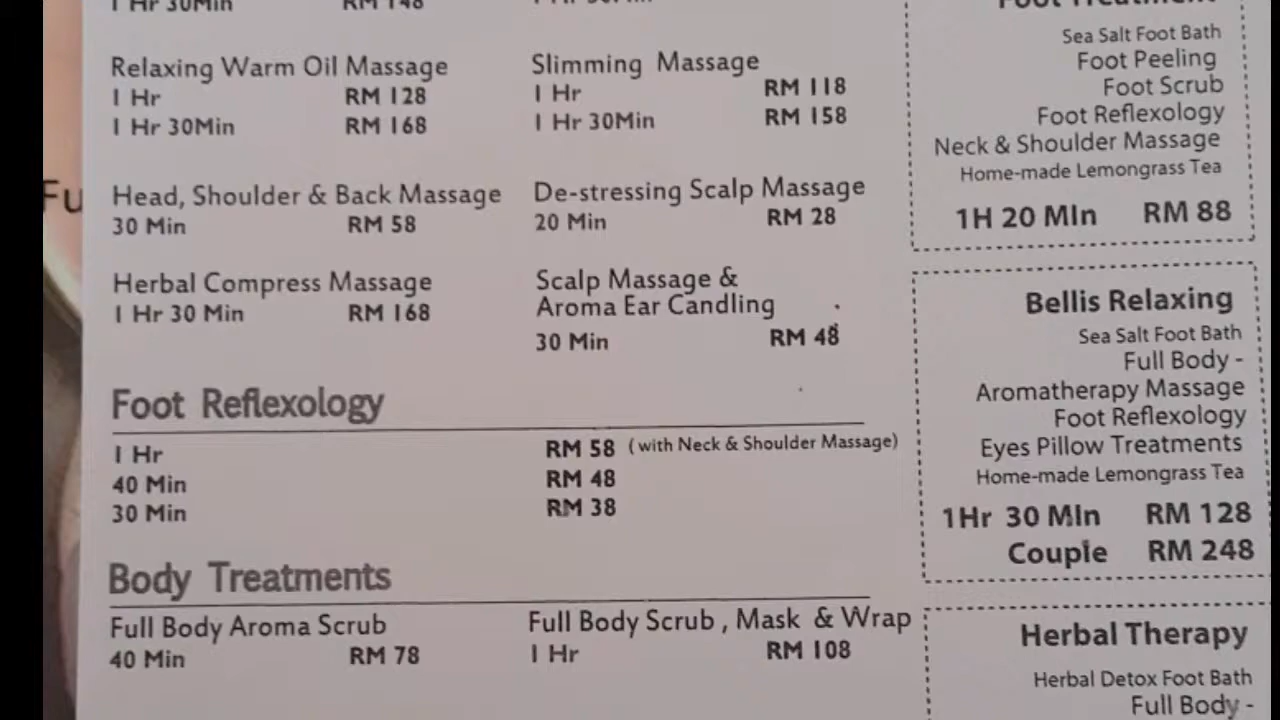 1 Hr 30Min RM 148
Relaxing Warm Oil Massage
1 Hr RM 128
1 Hr 30Min RM 168
Slimming Massage
1 Hr RM 118
1 Hr 30Min RM 158
Head, Shoulder & Back Massage
30 Min RM 58
De-stressing Scalp Massage
20 Min RM 28
Herbal Compress Massage
1 Hr 30 Min RM 168
Scalp Massage &
Aroma Ear Candling
30 Min RM 48
Foot Reflexology
1 Hr RM 58 (with Neck & Shoulder Massage)
40 Min RM 48
30 Min RM 38
Body Treatments
Full Body Aroma Scrub
40 Min RM 78
Full Body Scrub , Mask & Wrap
1 Hr RM 108
Foot Treatment
Sea Salt Foot Bath
Foot Peeling
Foot Scrub
Foot Reflexology
Neck & Shoulder Massage
Home-made Lemongrass Tea
1H 20 MIn RM 88
Bellis Relaxing
Sea Salt Foot Bath
Full Body -
Aromatherapy Massage
Foot Reflexology
Eyes Pillow Treatments
Home-made Lemongrass Tea
1Hr 30 MIn RM 128
Couple RM 248
Herbal Therapy
Herbal Detox Foot Bath
Full Body -
Fu